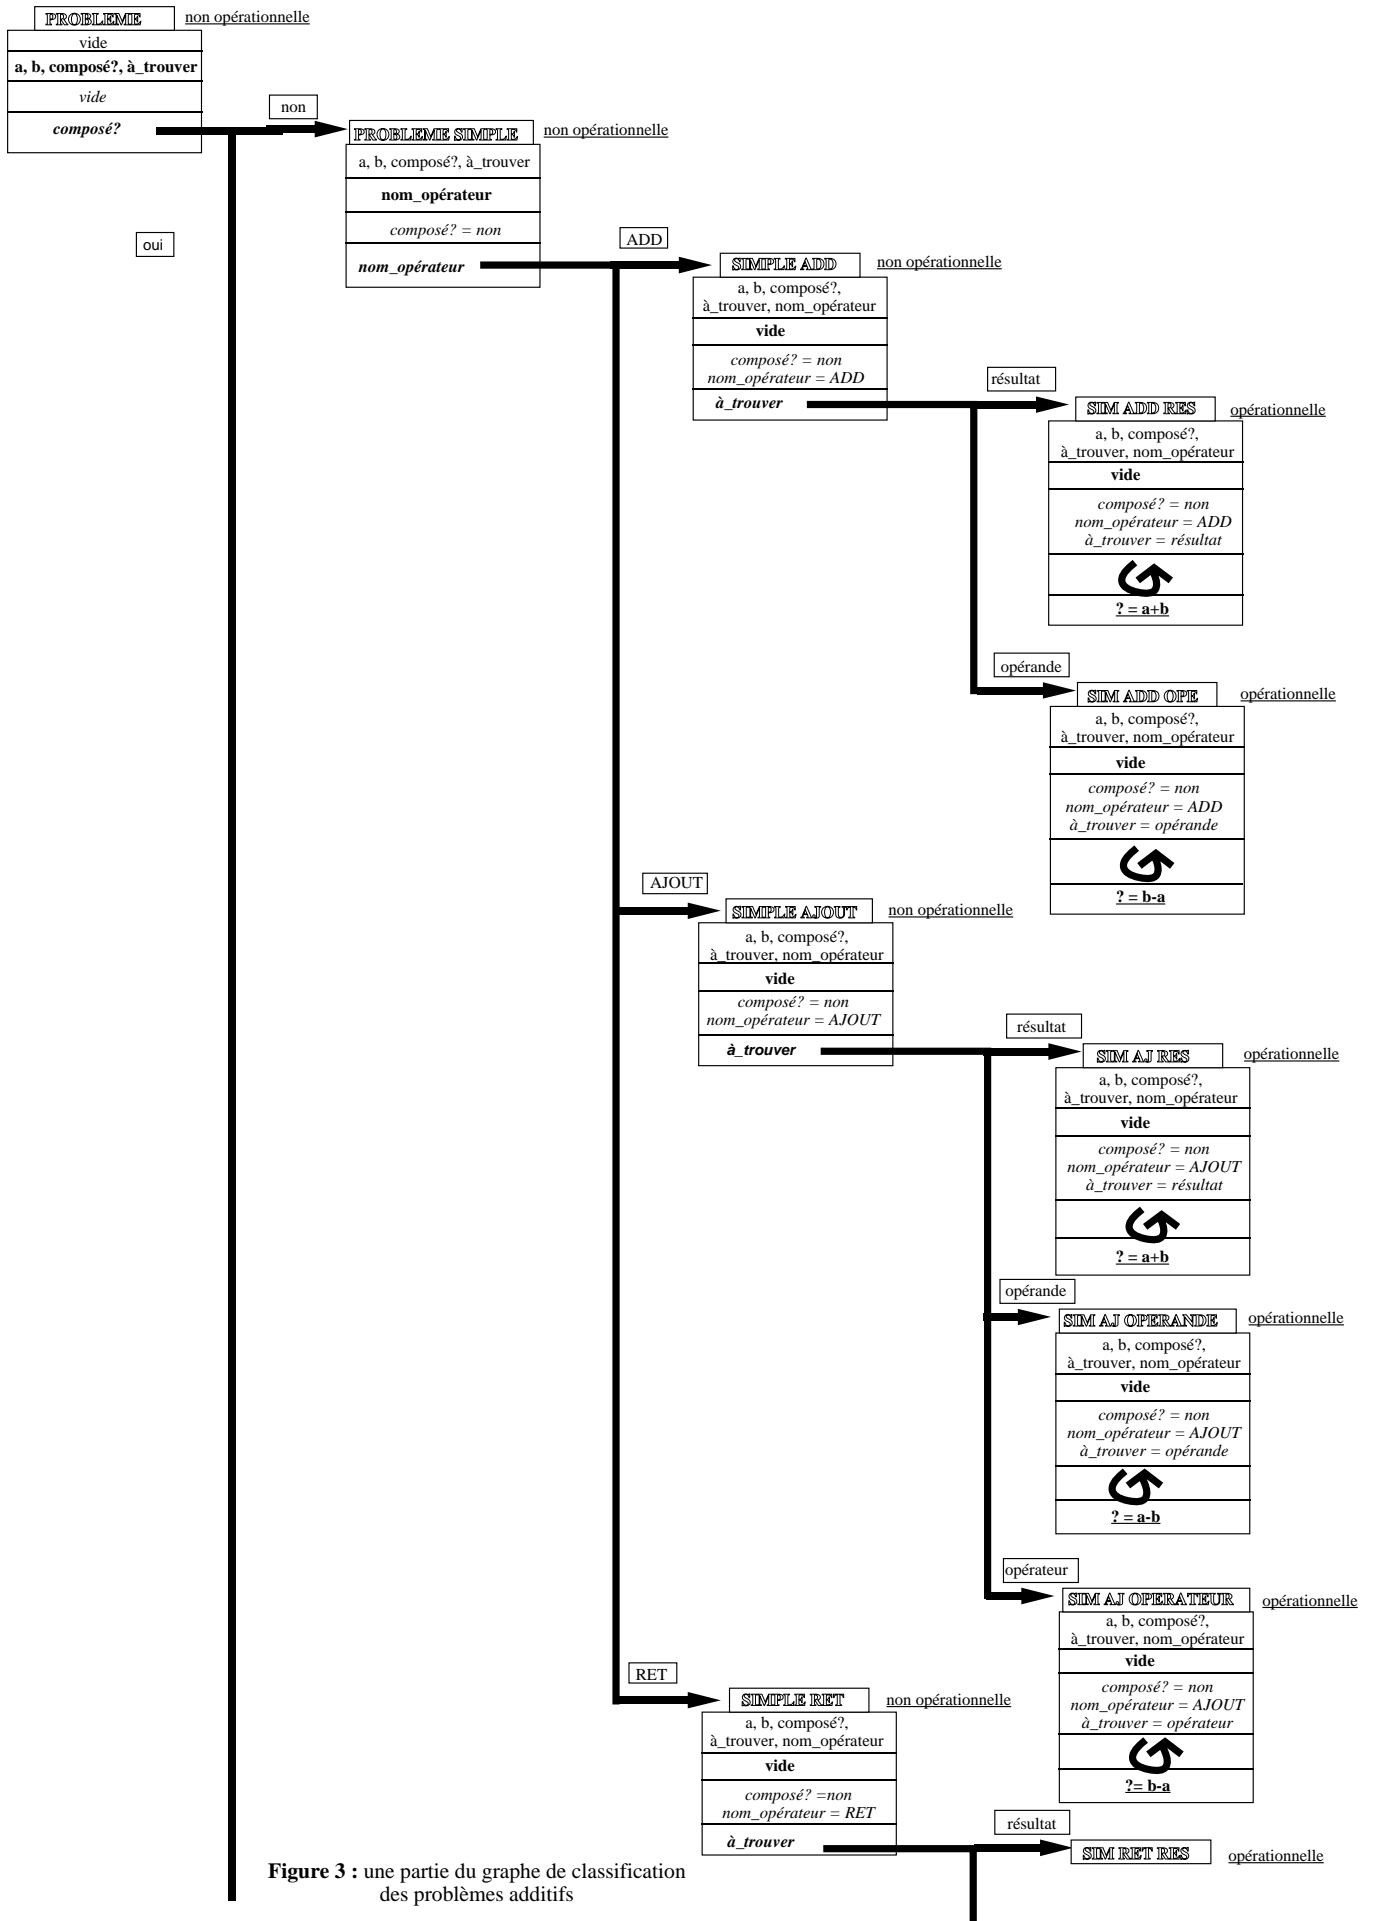 PROBLEME
non opérationnelle
vide
a, b, composé?, à_trouver
vide
composé?
non
oui
PROBLEME SIMPLE
non opérationnelle
a, b, composé?, à_trouver
nom_opérateur
composé? = non
nom_opérateur
ADD
SIMPLE ADD
non opérationnelle
a, b, composé?,
à_trouver, nom_opérateur
vide
composé? = non
nom_opérateur = ADD
à_trouver
résultat
SIM ADD RES
opérationnelle
a, b, composé?,
à_trouver, nom_opérateur
vide
composé? = non
nom_opérateur = ADD
à_trouver = résultat
? = a+b
opérande
SIM ADD OPE
opérationnelle
a, b, composé?,
à_trouver, nom_opérateur
vide
composé? = non
nom_opérateur = ADD
à_trouver = opérande
? = b-a
AJOUT
SIMPLE AJOUT
non opérationnelle
a, b, composé?,
à_trouver, nom_opérateur
vide
composé? = non
nom_opérateur = AJOUT
à_trouver
résultat
SIM AJ RES
opérationnelle
a, b, composé?,
à_trouver, nom_opérateur
vide
composé? = non
nom_opérateur = AJOUT
à_trouver = résultat
? = a+b
opérande
SIM AJ OPERANDE
opérationnelle
a, b, composé?,
à_trouver, nom_opérateur
vide
composé? = non
nom_opérateur = AJOUT
à_trouver = opérande
? = a-b
opérateur
SIM AJ OPERATEUR
opérationnelle
a, b, composé?,
à_trouver, nom_opérateur
vide
composé? = non
nom_opérateur = AJOUT
à_trouver = opérateur
?= b-a
RET
SIMPLE RET
non opérationnelle
a, b, composé?,
à_trouver, nom_opérateur
vide
composé? =non
nom_opérateur = RET
à_trouver
résultat
SIM RET RES
opérationnelle
Figure 3 : une partie du graphe de classification
des problèmes additifs